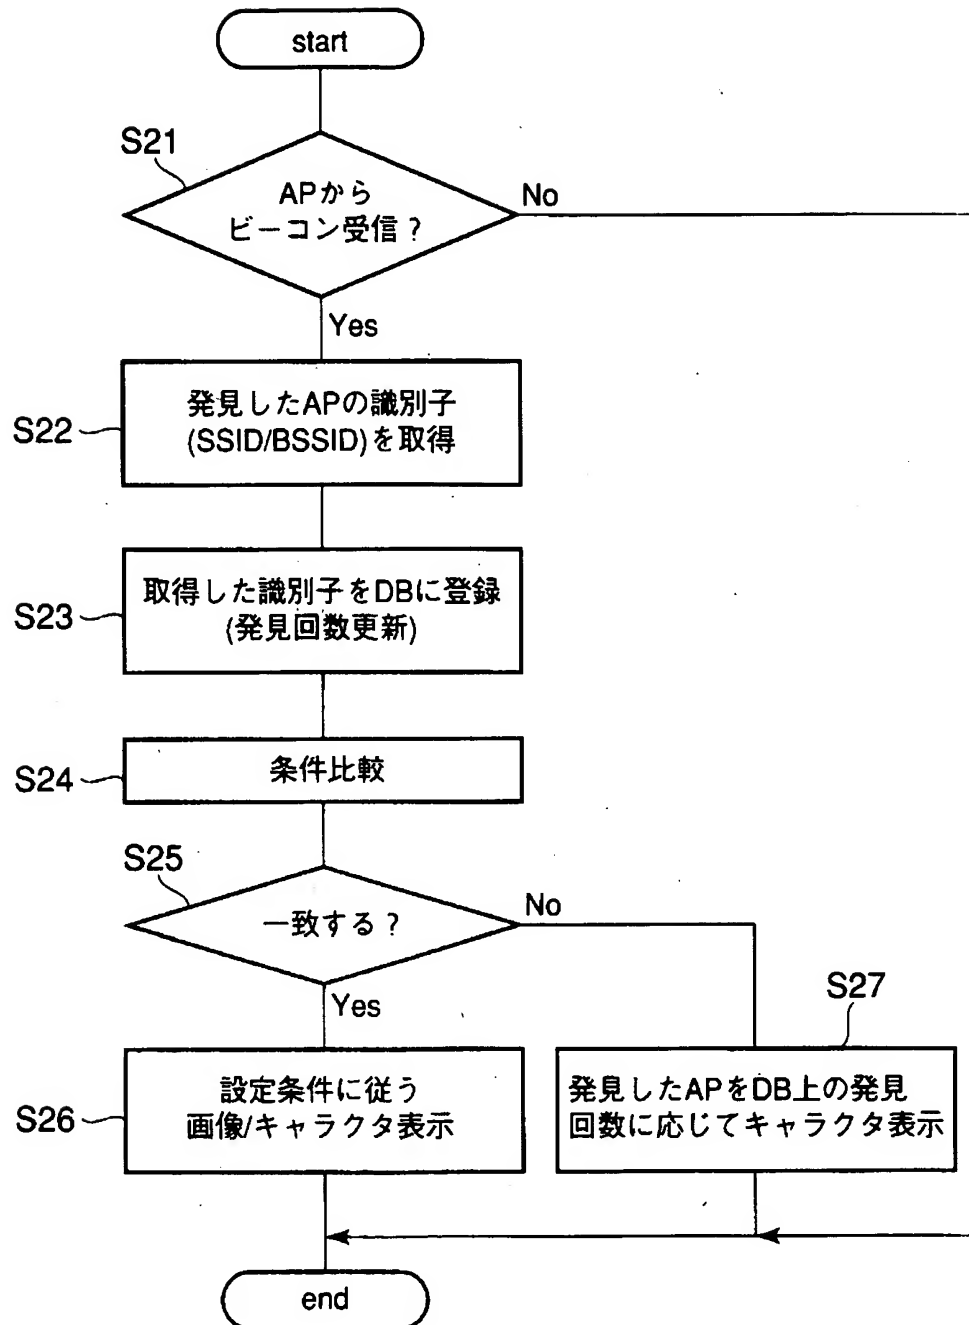 start
S21
APから
ビーコン受信？
No
Yes
S22
発見したAPの識別子
(SSID/BSSID)を取得
S23
取得した識別子をDBに登録
(発見回数更新)
S24
条件比較
S25
一致する？
No
Yes
S26
設定条件に従う
画像/キャラクタ表示
S27
発見したAPをDB上の発見
回数に応じてキャラクタ表示
end